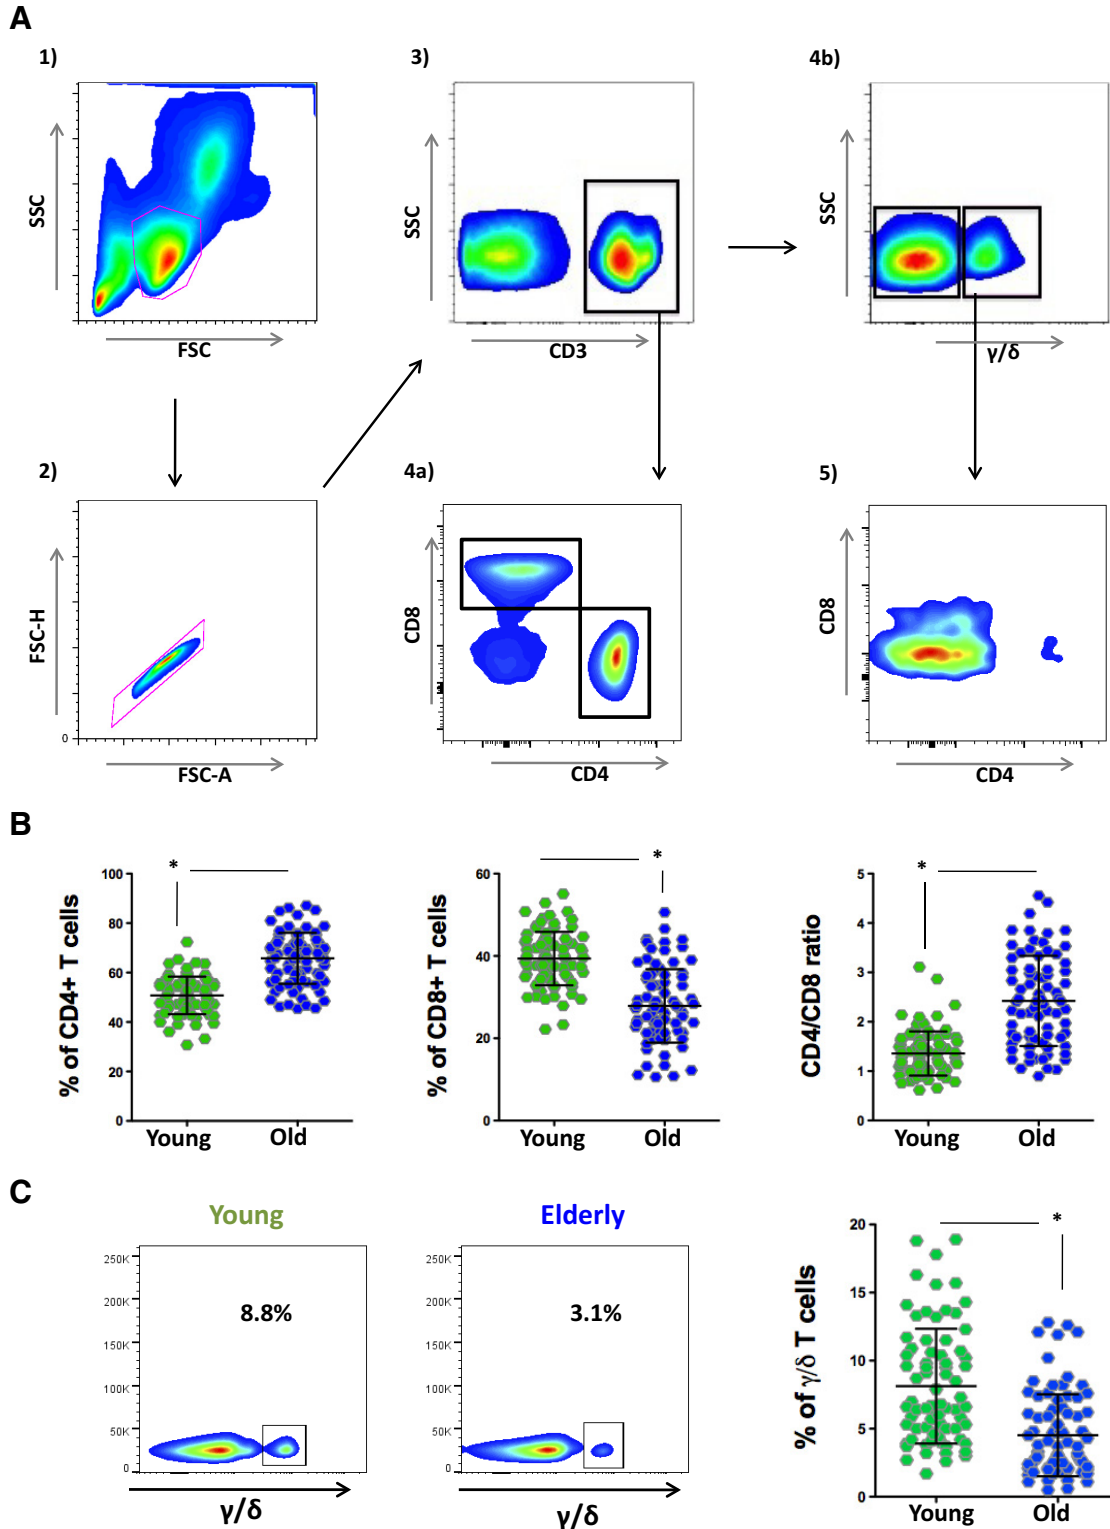 A
1)
SSC
FSC
3)
SSC
CD3
4b)
SSC
γ/δ
2)
FSC-H
0
FSC-A
4a)
CD8
CD4
5)
CD8
CD4
B
% of CD4+ T cells
100
80
60
40
20
0
*
Young Old
% of CD8+ T cells
60
40
20
0
*
Young Old
CD4/CD8 ratio
5
4
3
2
1
0
*
Young Old
C
Young
250K
200K
150K
100K
50K
0
8.8%
γ/δ
Elderly
250K
200K
150K
100K
50K
0
3.1%
γ/δ
% of γ/δ T cells
20
15
10
5
0
*
Young Old